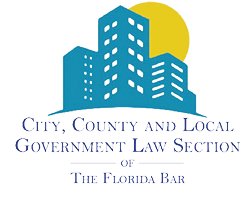 City, County and Local
Government Law Section
of
The Florida Bar